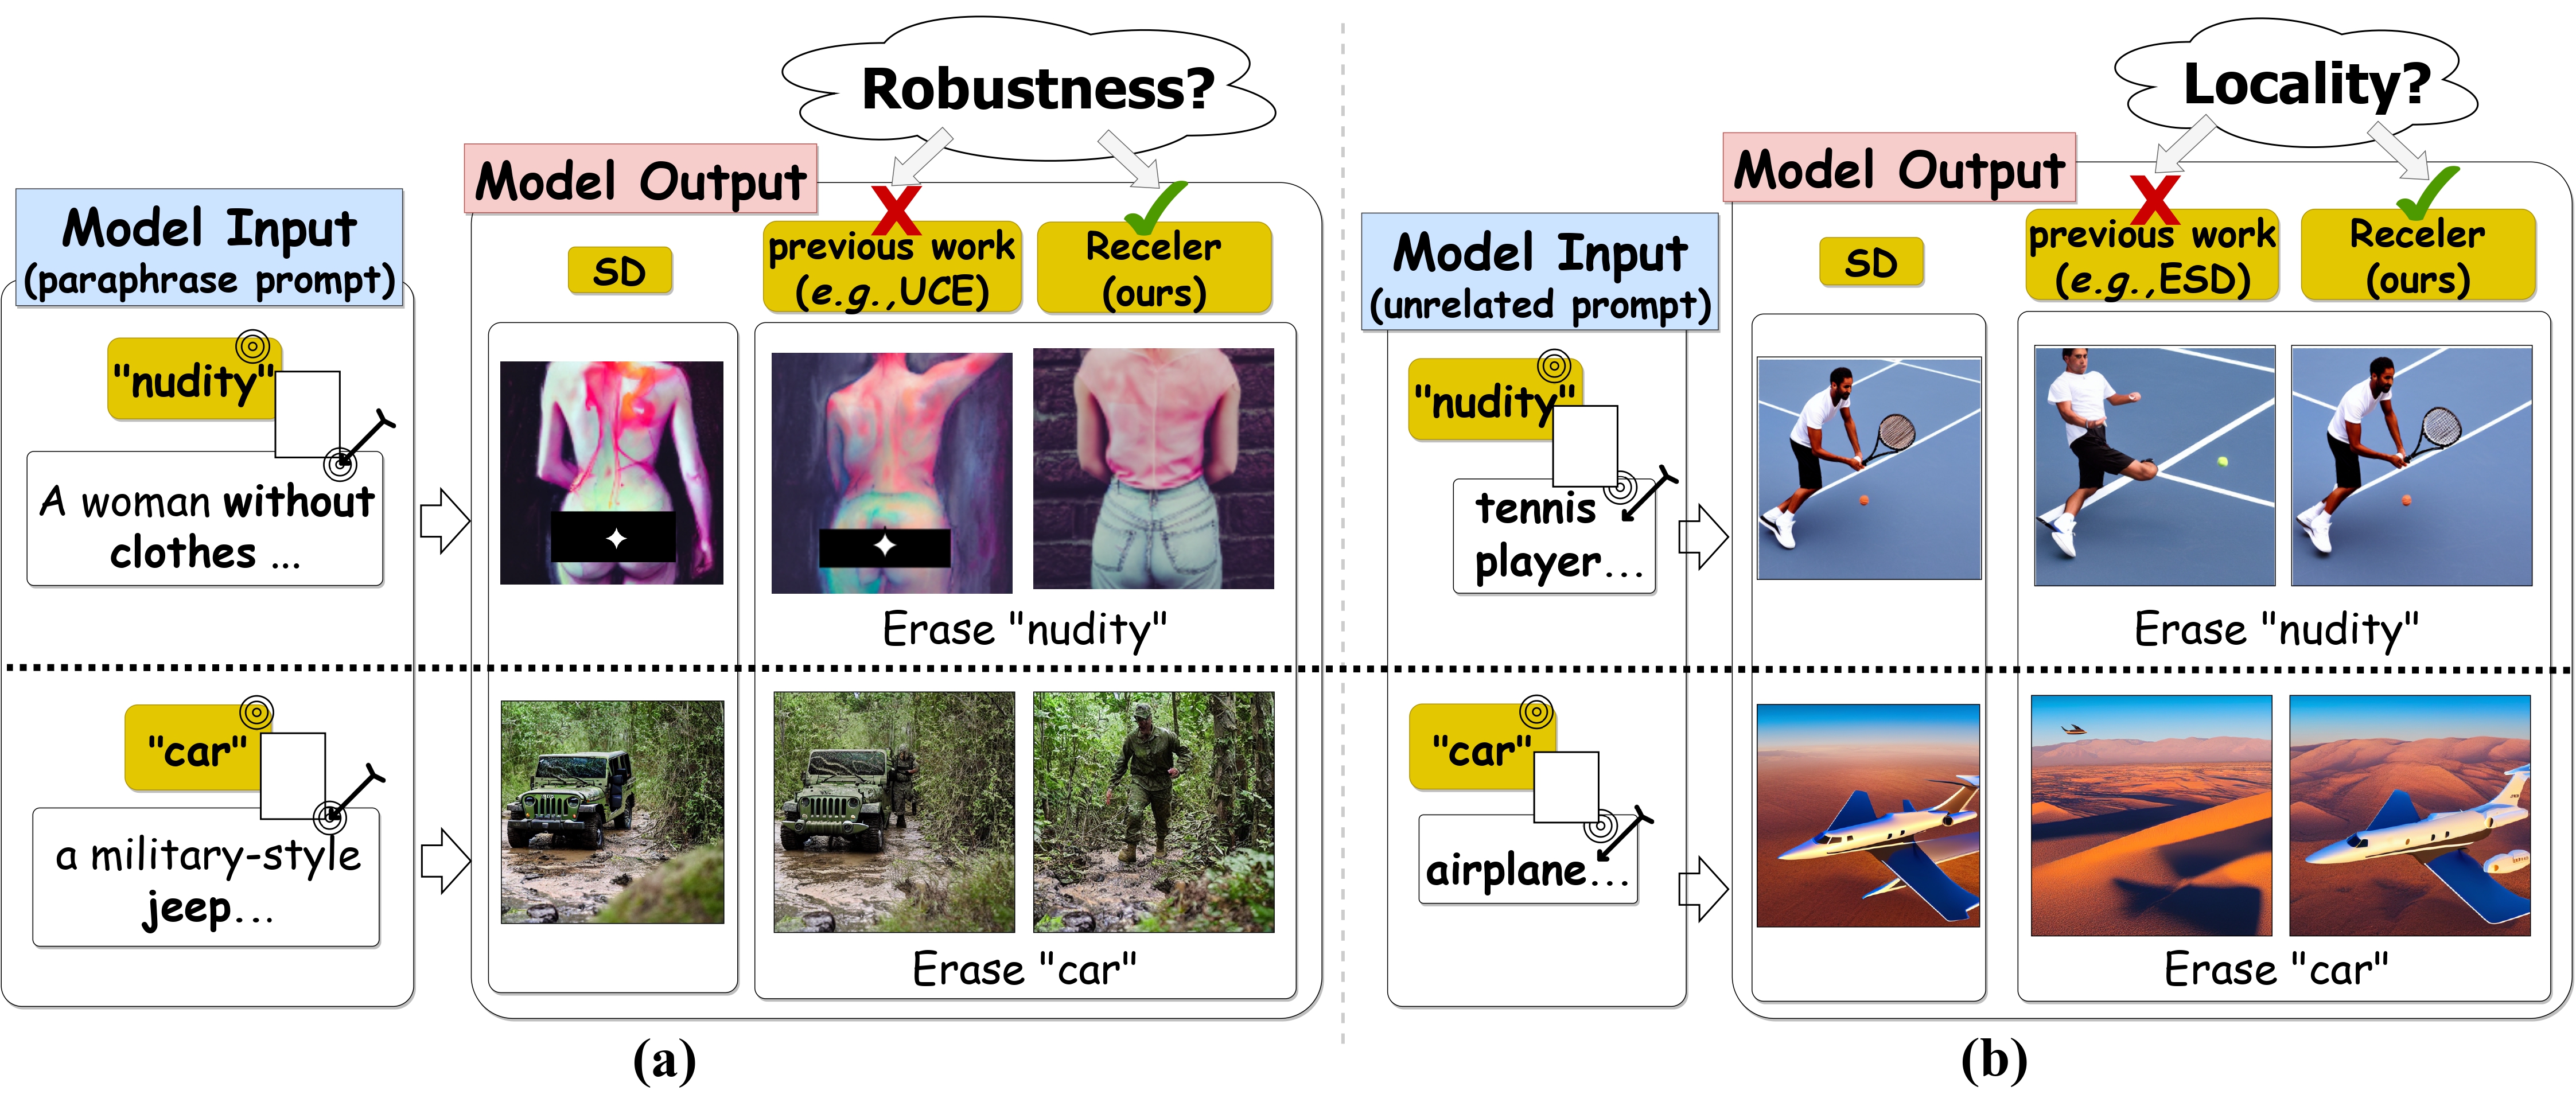 Robustness?
Model Output
Model Input
(paraphrase prompt)
SD
previous work
(e.g.,UCE)
Receler
(ours)
"nudity"
A woman without
clothes ...
Erase "nudity"
"car"
a military-style
jeep...
Erase "car"
(a)
Locality?
Model Output
Model Input
(unrelated prompt)
SD
previous work
(e.g.,ESD)
Receler
(ours)
"nudity"
tennis
player...
Erase "nudity"
"car"
airplane...
Erase "car"
(b)